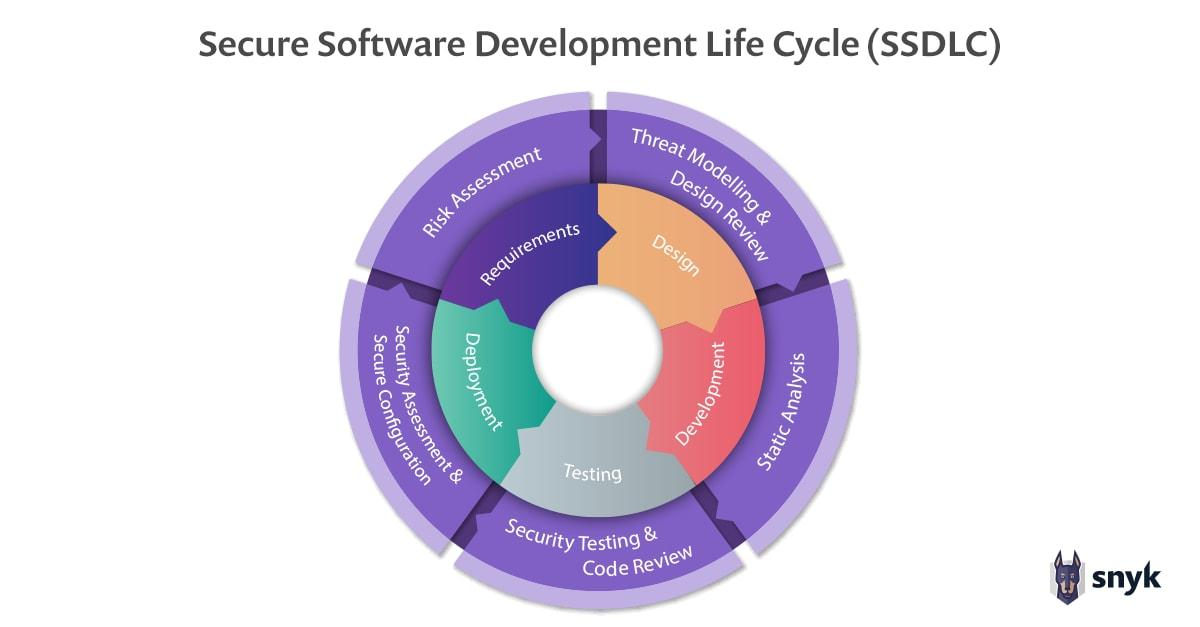 Secure Software Development Life Cycle (SSDLC)
Risk Assessment
Threat Modelling &
Design Review
Requirements
Design
Security Assessment &
Secure Configuration
Deployment
Development
Static Analysis
Testing
Security Testing &
Code Review
snyk